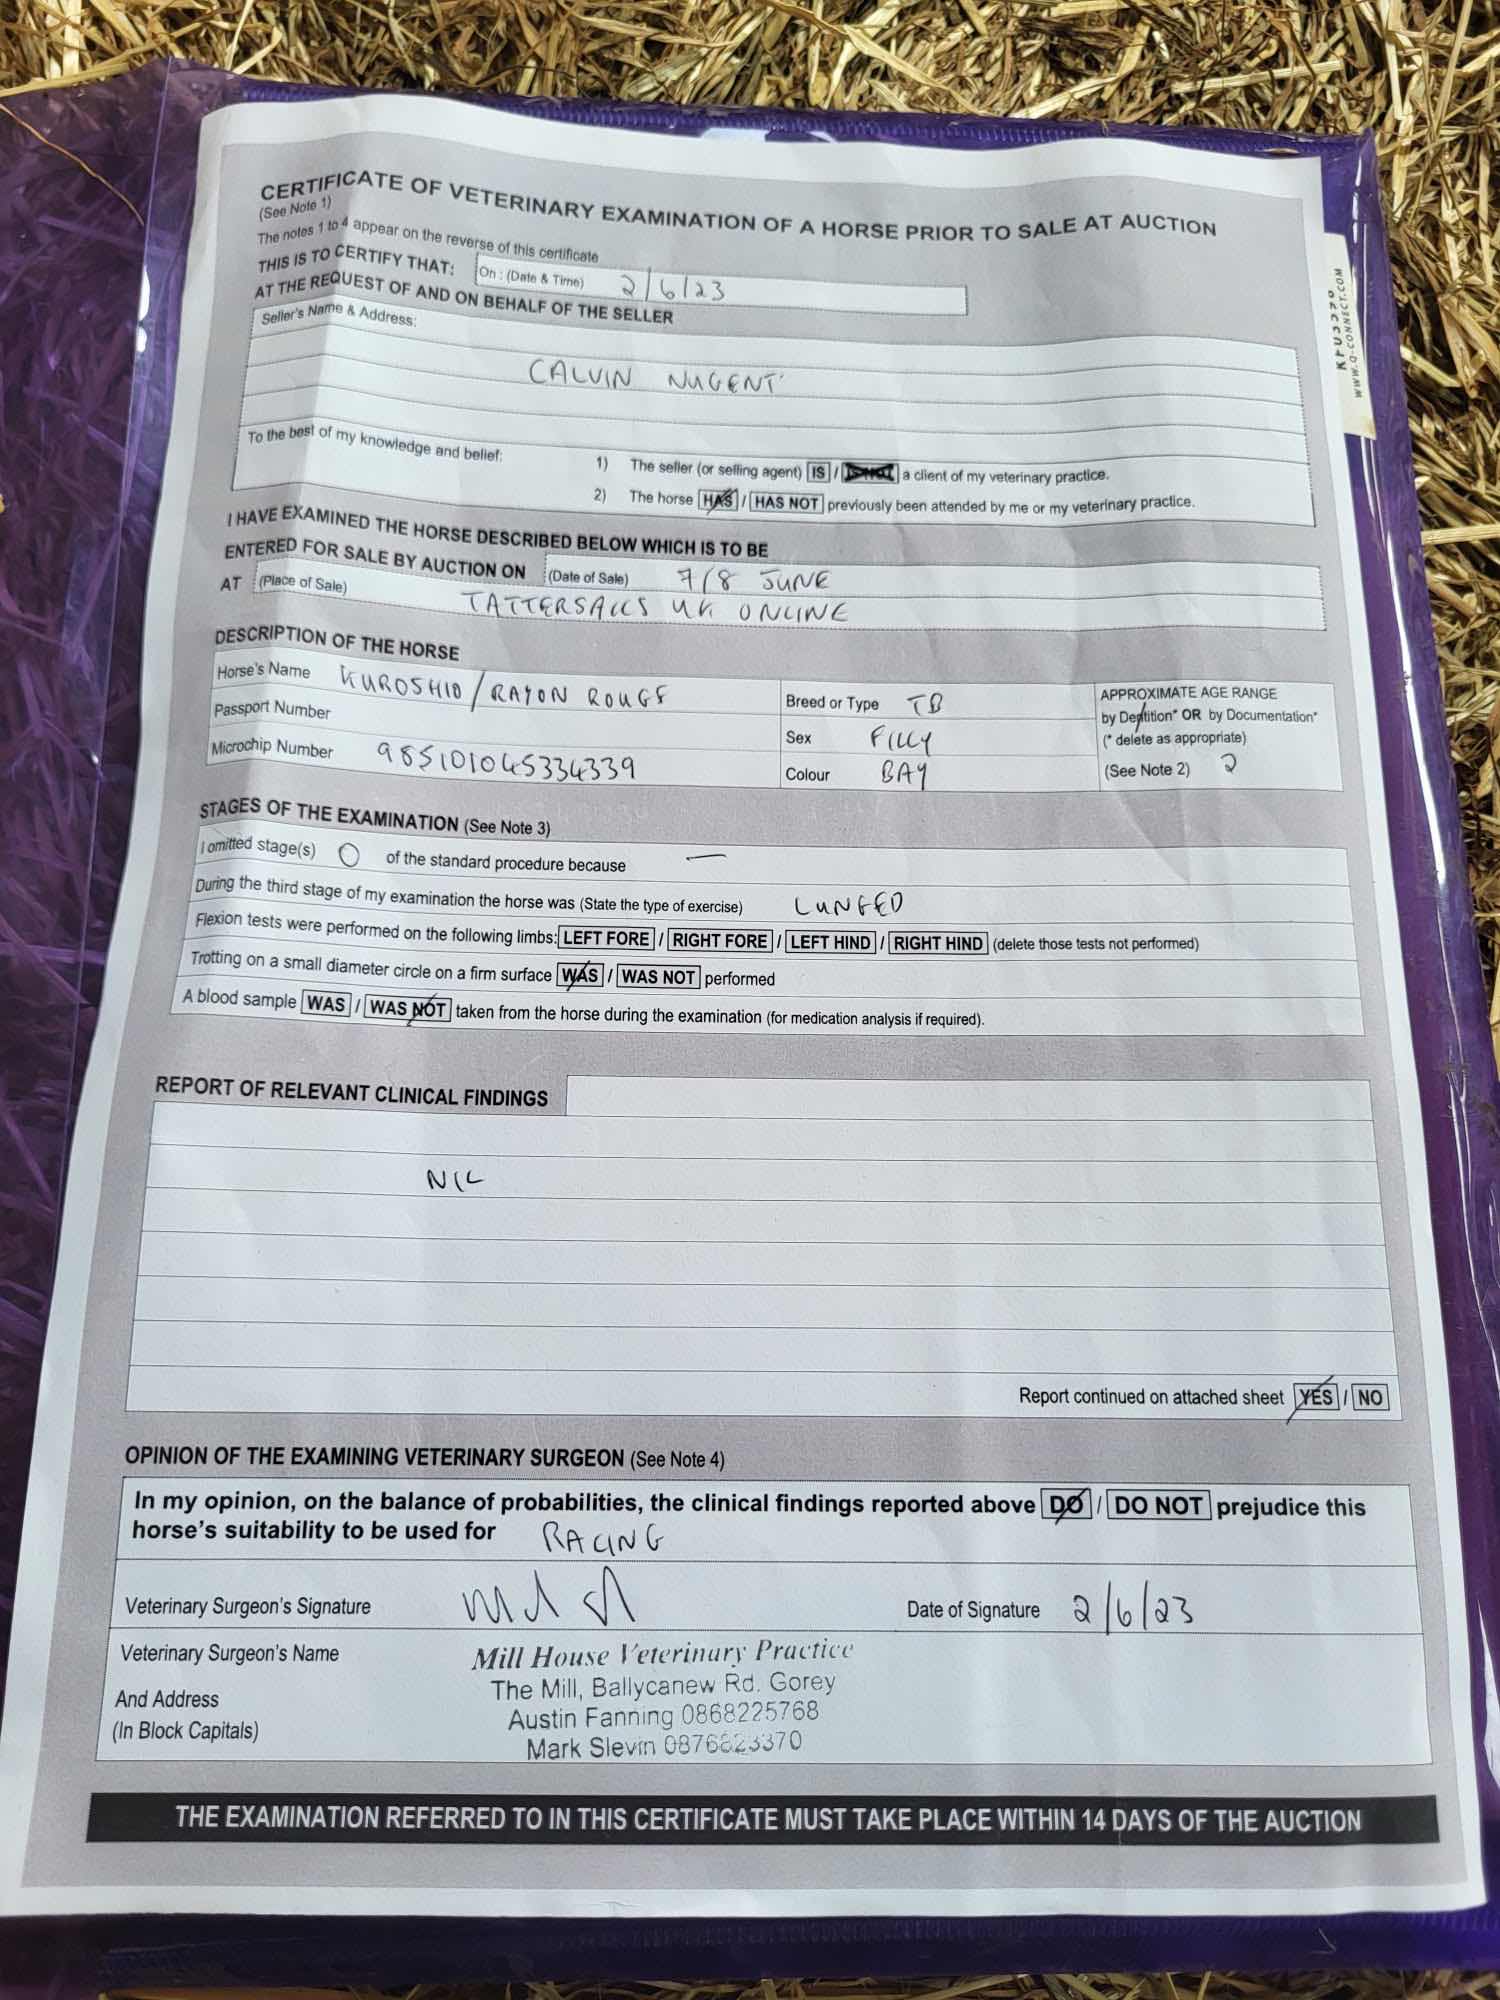 CERTIFICATE OF VETERINARY EXAMINATION OF A HORSE PRIOR TO SALE AT AUCTION
(See Note 1)
The notes 1 to 4 appear on the reverse of this certificate
THIS IS TO CERTIFY THAT: On : (Date & Time) 2/6/23
AT THE REQUEST OF AND ON BEHALF OF THE SELLER
Seller's Name & Address:
CALVIN NUGENT
To the best of my knowledge and belief:
1) The seller (or selling agent) IS / IS NOT a client of my veterinary practice.
2) The horse HAS / HAS NOT previously been attended by me or my veterinary practice.
I HAVE EXAMINED THE HORSE DESCRIBED BELOW WHICH IS TO BE
ENTERED FOR SALE BY AUCTION ON (Date of Sale) 7/8 JUNE
AT (Place of Sale) TATTERSALLS UK ONLINE
DESCRIPTION OF THE HORSE
Horse's Name KUROSHIO / RAYON ROUGE
Passport Number
Microchip Number 985101045334339
Breed or Type TB
Sex FILLY
Colour BAY
APPROXIMATE AGE RANGE
by Dentition* OR by Documentation*
(* delete as appropriate)
(See Note 2) 2
STAGES OF THE EXAMINATION (See Note 3)
I omitted stage(s) O of the standard procedure because —
During the third stage of my examination the horse was (State the type of exercise) LUNGED
Flexion tests were performed on the following limbs: LEFT FORE / RIGHT FORE / LEFT HIND / RIGHT HIND (delete those tests not performed)
Trotting on a small diameter circle on a firm surface WAS / WAS NOT performed
A blood sample WAS / WAS NOT taken from the horse during the examination (for medication analysis if required).
REPORT OF RELEVANT CLINICAL FINDINGS
NIL
Report continued on attached sheet YES / NO
OPINION OF THE EXAMINING VETERINARY SURGEON (See Note 4)
In my opinion, on the balance of probabilities, the clinical findings reported above DO / DO NOT prejudice this
horse's suitability to be used for RACING
Veterinary Surgeon's Signature
Date of Signature 2/6/23
Veterinary Surgeon's Name
And Address
(In Block Capitals)
Mill House Veterinary Practice
The Mill, Ballycanew Rd. Gorey
Austin Fanning 0868225768
Mark Slevin 0876823370
THE EXAMINATION REFERRED TO IN THIS CERTIFICATE MUST TAKE PLACE WITHIN 14 DAYS OF THE AUCTION
WWW.Q-CONNECT.COM